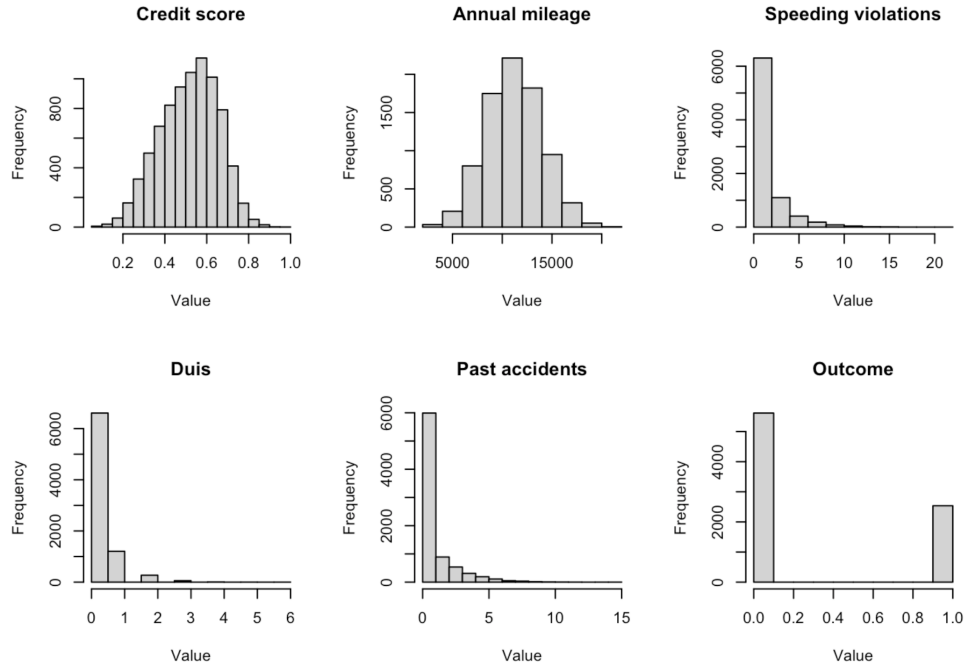 Credit score
Frequency
0
400
800
0.2 0.4 0.6 0.8 1.0
Value
Annual mileage
Frequency
0
500
1500
5000 15000
Value
Speeding violations
Frequency
0
2000
4000
6000
0 5 10 15 20
Value
Duis
Frequency
0
2000
4000
6000
0 1 2 3 4 5 6
Value
Past accidents
Frequency
0
2000
4000
6000
0 5 10 15
Value
Outcome
Frequency
0
2000
4000
0.0 0.2 0.4 0.6 0.8 1.0
Value